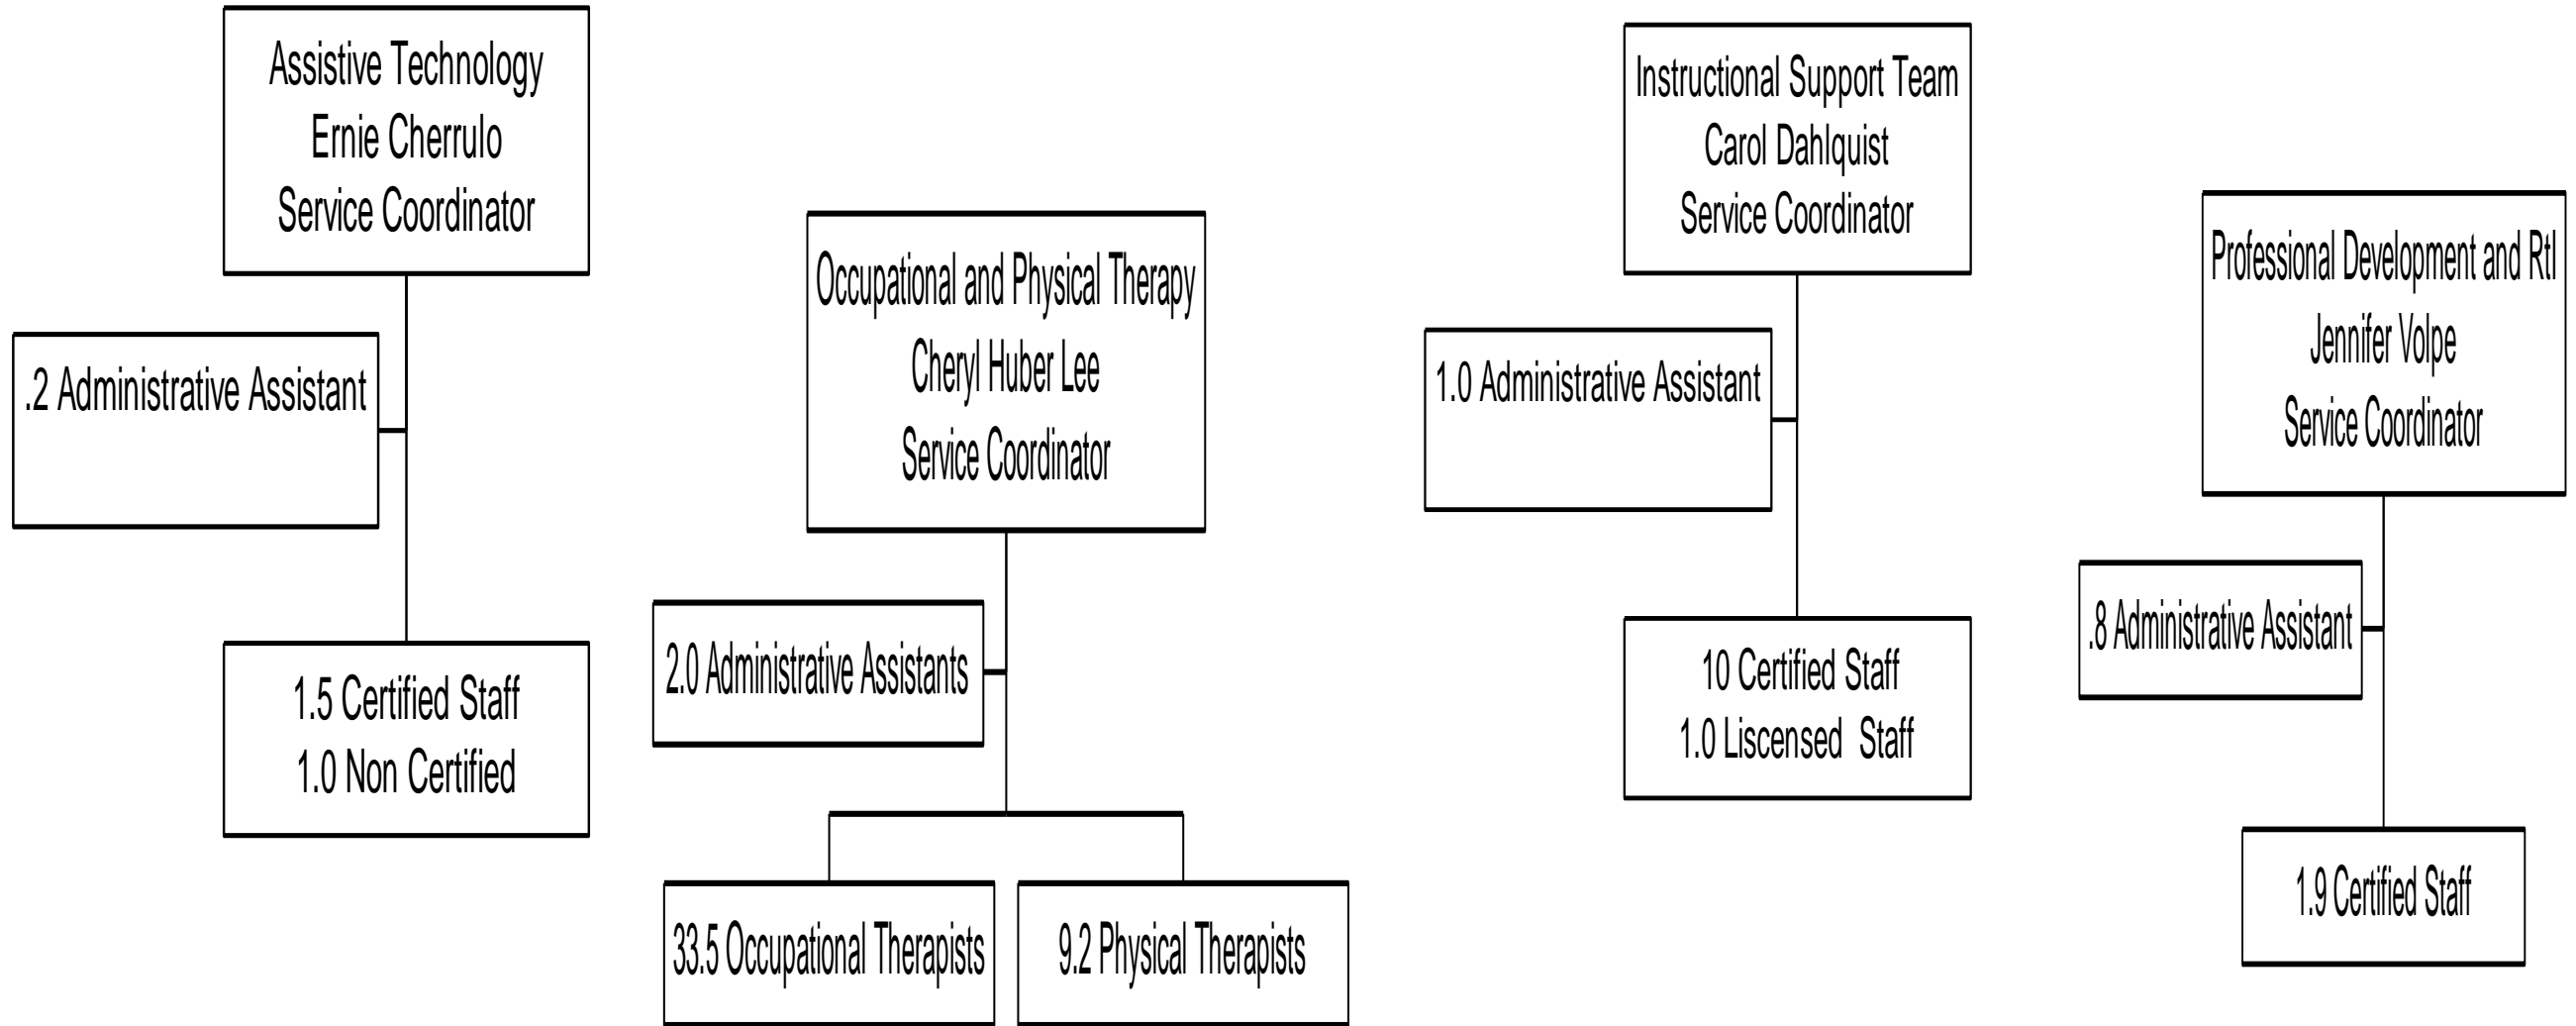 Assistive Technology
Ernie Cherrulo
Service Coordinator
.2 Administrative Assistant
1.5 Certified Staff
1.0 Non Certified
Occupational and Physical Therapy
Cheryl Huber Lee
Service Coordinator
2.0 Administrative Assistants
33.5 Occupational Therapists
9.2 Physical Therapists
Instructional Support Team
Carol Dahlquist
Service Coordinator
1.0 Administrative Assistant
10 Certified Staff
1.0 Liscensed  Staff
Professional Development and RtI
Jennifer Volpe
Service Coordinator
.8 Administrative Assistant
1.9 Certified Staff